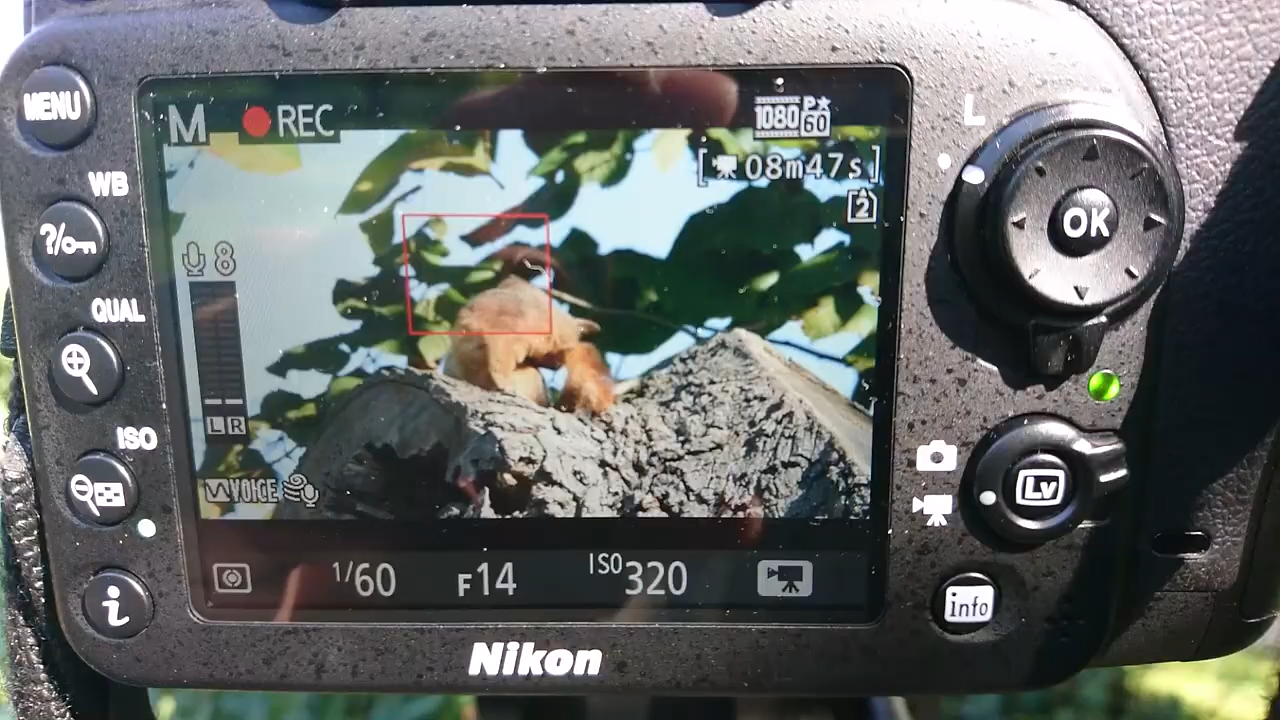 MENU
WB
?/
QUAL
ISO
i
M REC
1080 P★ 60
[08m47s]
2
8
L R
VOICE
1/60 F14 ISO 320
Nikon
L
OK
Lv
info